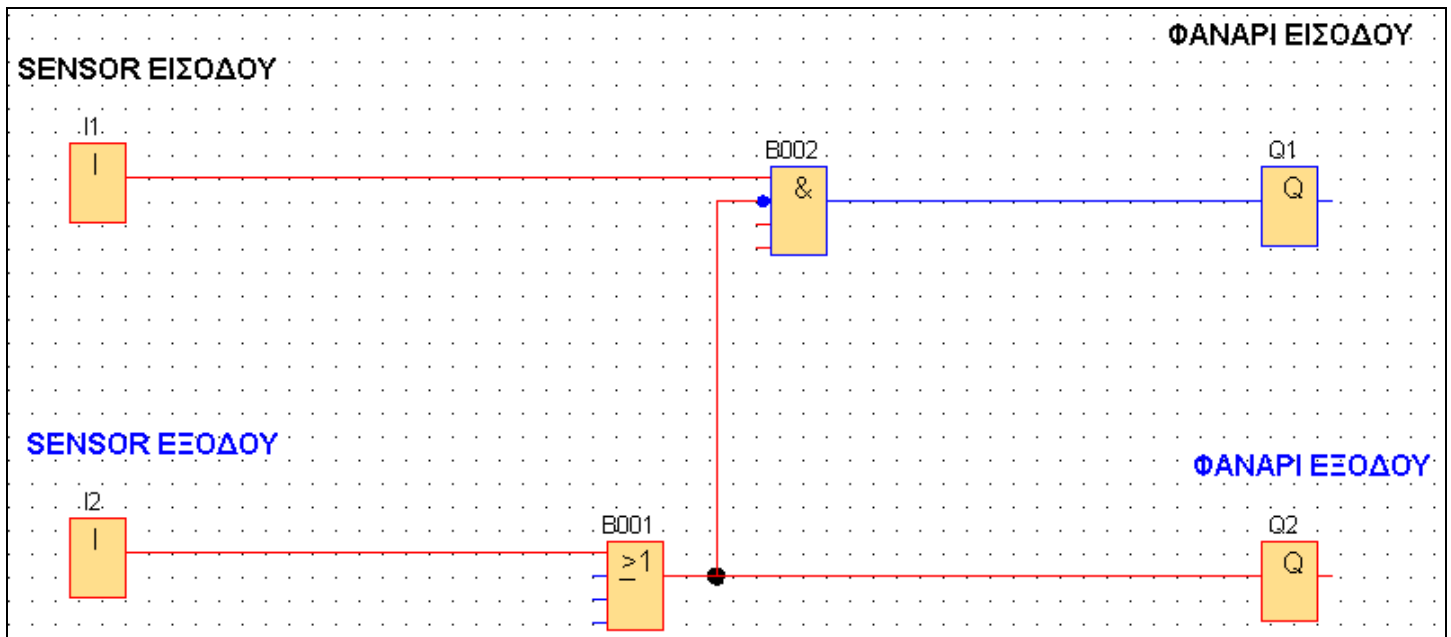 ΦΑΝΑΡΙ ΕΙΣΟΔΟΥ
SENSOR ΕΙΣΟΔΟΥ
I1
I
B002
&
Q1
Q
SENSOR ΕΞΟΔΟΥ
ΦΑΝΑΡΙ ΕΞΟΔΟΥ
I2
I
B001
≥1
Q2
Q